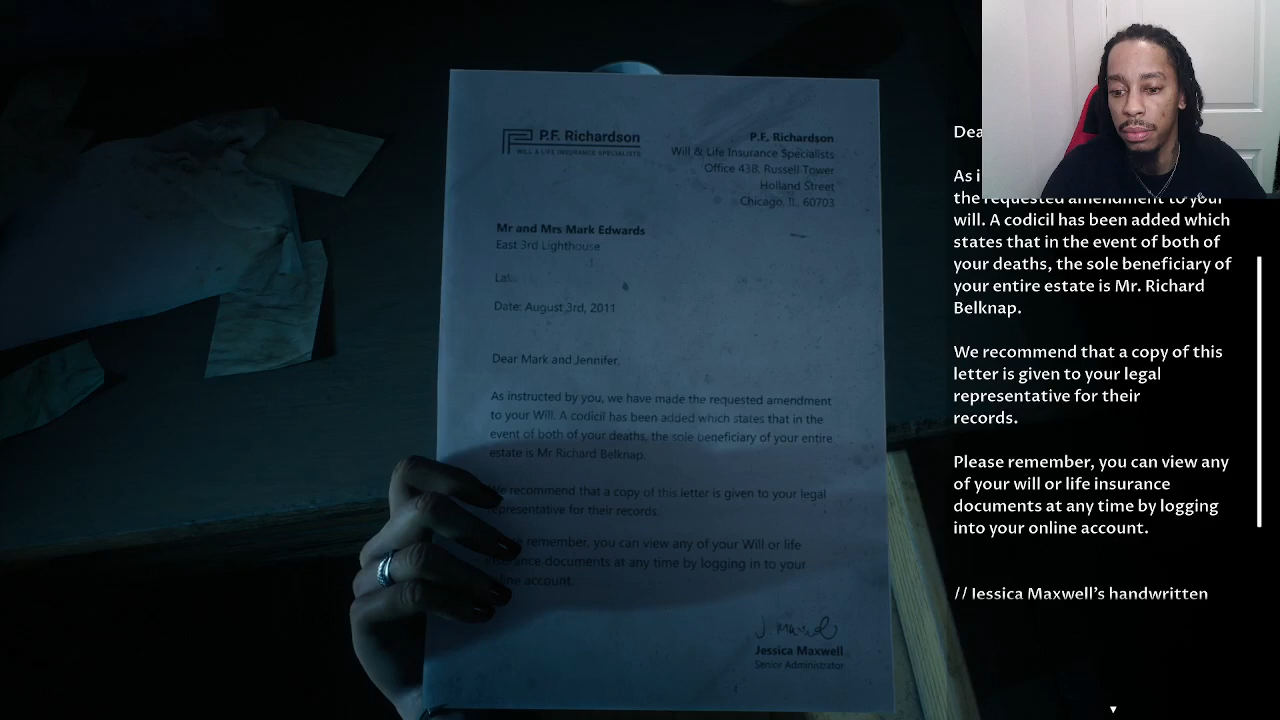 P.F. Richardson
WILL & LIFE INSURANCE SPECIALISTS
P.F. Richardson
Will & Life Insurance Specialists
Office 43B, Russell Tower
Holland Street
Chicago, IL, 60703
Mr and Mrs Mark Edwards
East 3rd Lighthouse
Date: August 3rd, 2011
Dear Mark and Jennifer,
As instructed by you, we have made the requested amendment
to your Will. A codicil has been added which states that in the
event of both of your deaths, the sole beneficiary of your entire
estate is Mr Richard Belknap.
We recommend that a copy of this letter is given to your legal
representative for their records.
remember, you can view any of your Will or life
insurance documents at any time by logging in to your
online account.
J. Maxwell
Jessica Maxwell
Senior Administrator
the requested amendment to your
will. A codicil has been added which
states that in the event of both of
your deaths, the sole beneficiary of
your entire estate is Mr. Richard
Belknap.
We recommend that a copy of this
letter is given to your legal
representative for their
records.
Please remember, you can view any
of your will or life insurance
documents at any time by logging
into your online account.
// Jessica Maxwell's handwritten